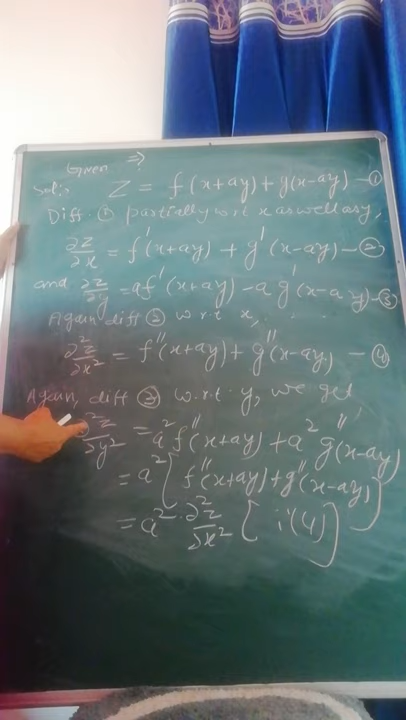 Given ⇒
Sol:- Z = f(x+ay) + g(x-ay) - ①
Diff. ① partially w.r.t x as well as y,
∂z/∂x = f'(x+ay) + g'(x-ay) - ②
and ∂z/∂y = af'(x+ay) - a g'(x-ay) - ③
Again diff ② w.r.t x,
∂²z/∂x² = f''(x+ay) + g''(x-ay) - ④
Again, diff ③ w.r.t. y, we get
∂²z/∂y² = a² f''(x+ay) + a² g''(x-ay)
= a² [f''(x+ay) + g''(x-ay)]
= a² · ∂²z/∂x² [ (4)]